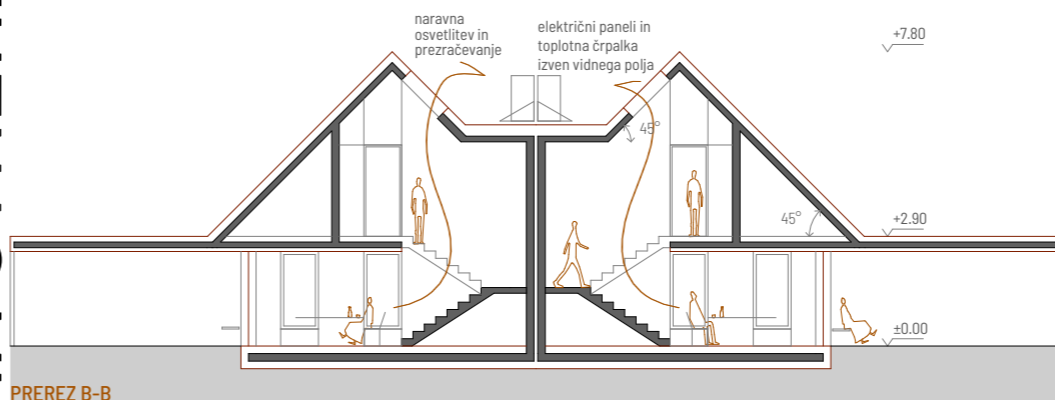 naravna
osvetlitev in
prezračevanje
električni paneli in
toplotna črpalka
izven vidnega polja
+7.80
45°
45°
+2.90
±0.00
PREREZ B-B